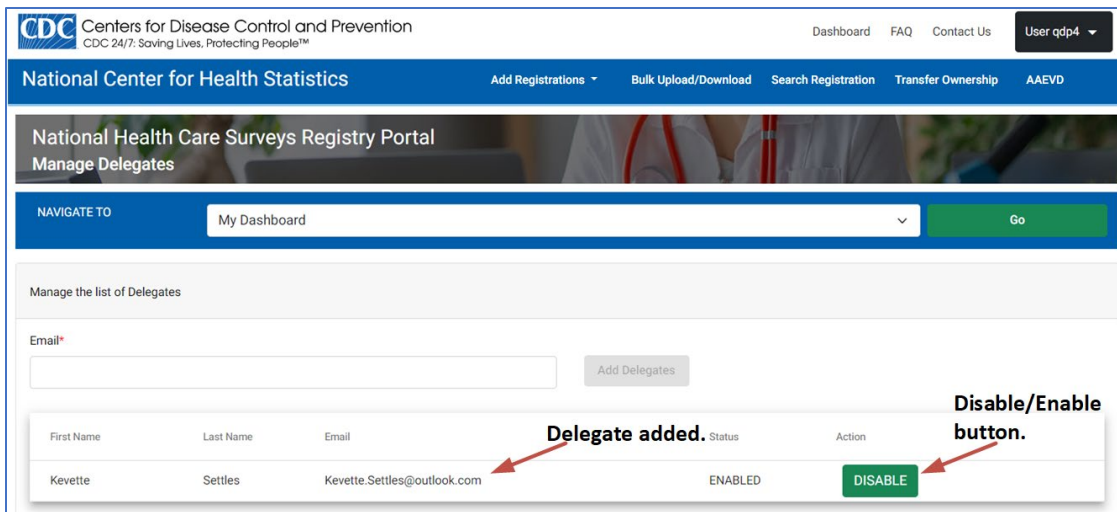 CDC Centers for Disease Control and Prevention
CDC 24/7: Saving Lives, Protecting People™
Dashboard FAQ Contact Us User qdp4
National Center for Health Statistics Add Registrations Bulk Upload/Download Search Registration Transfer Ownership AAEVD
National Health Care Surveys Registry Portal
Manage Delegates
NAVIGATE TO My Dashboard Go
Manage the list of Delegates
Email*
Add Delegates
Disable/Enable
button.
Delegate added.
First Name Last Name Email Status Action
Kevette Settles Kevette.Settles@outlook.com ENABLED DISABLE